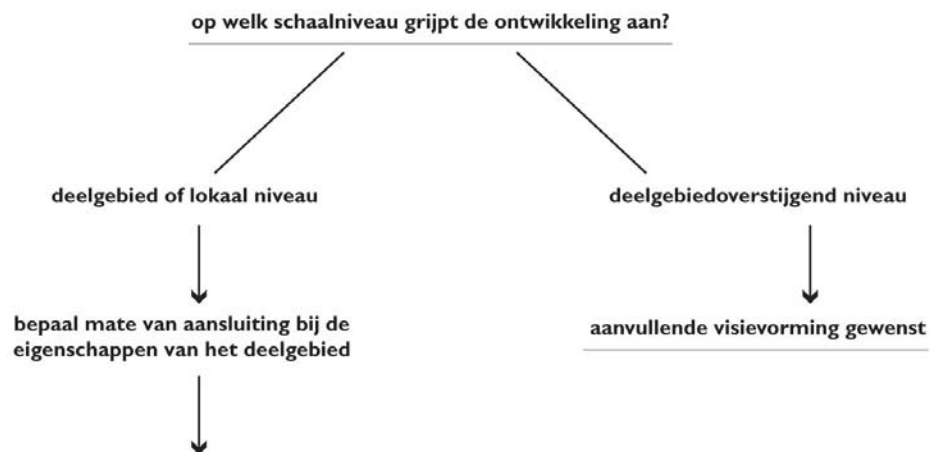 op welk schaalniveau grijpt de ontwikkeling aan?
deelgebied of lokaal niveau
deelgebiedoverstijgend niveau
bepaal mate van aansluiting bij de
eigenschappen van het deelgebied
aanvullende visievorming gewenst